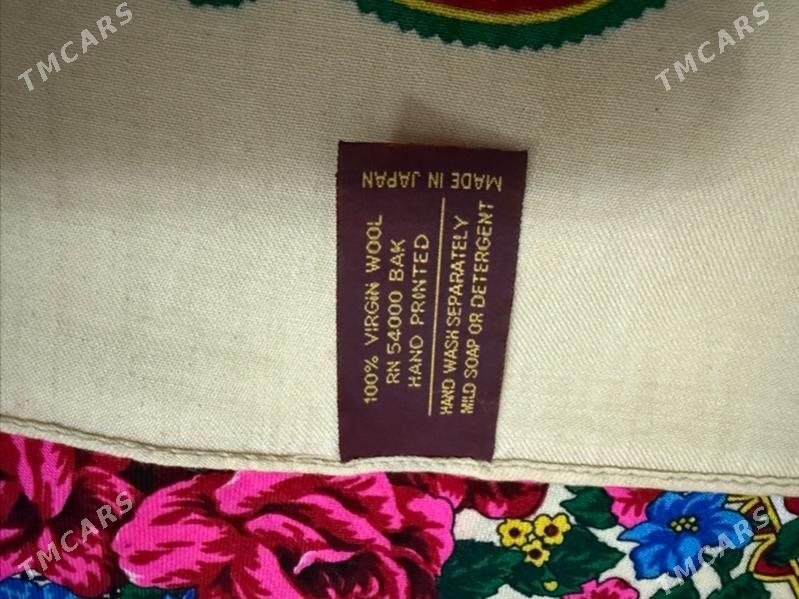 MADE IN JAPAN
100% VIRGIN WOOL
RN 54000 BAK
HAND PRINTED
HAND WASH SEPARATELY
MILD SOAP OR DETERGENT
TMCARS
TMCARS
TMCARS
TMCARS